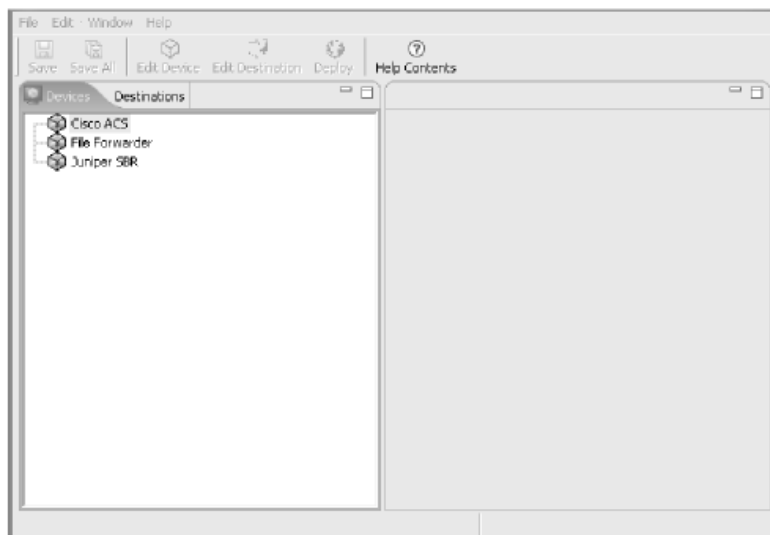 File Edit Window Help
Save Save All Edit Device Edit Destination Deploy Help Contents
Devices Destinations
Cisco ACS
File Forwarder
Juniper SBR